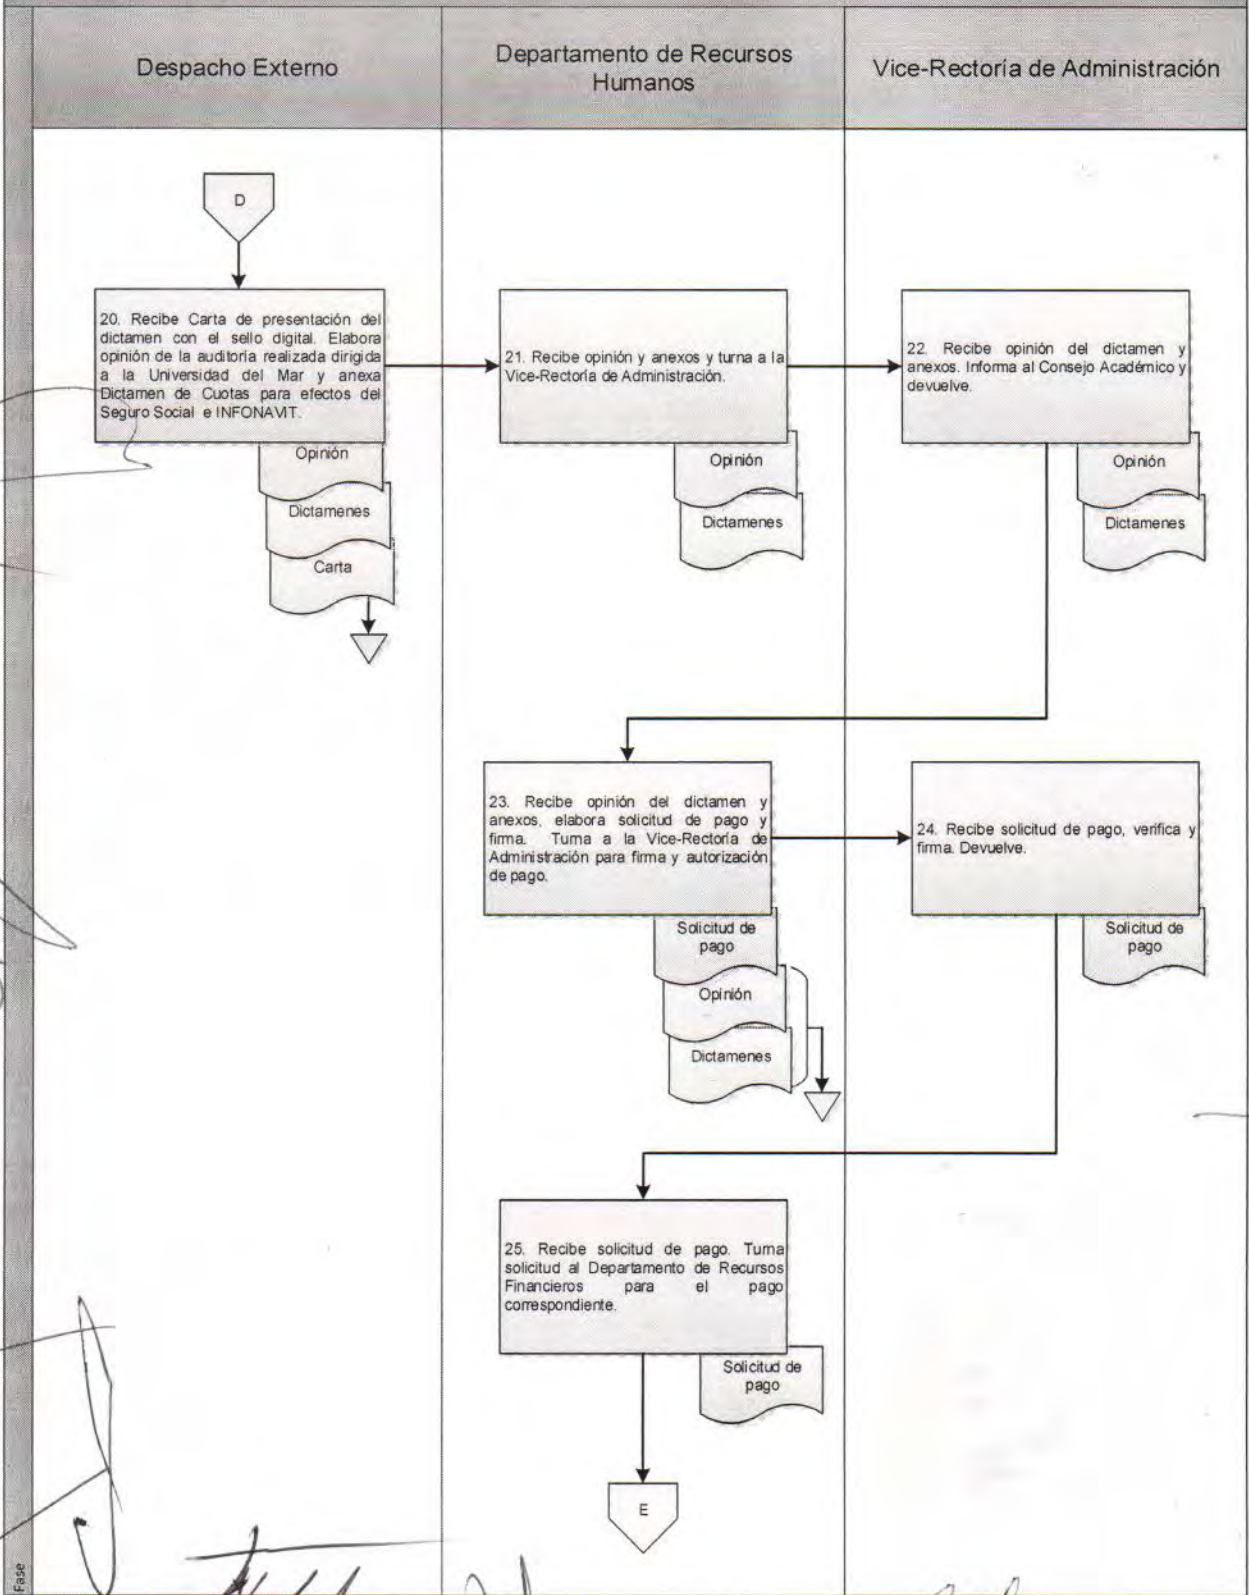 Despacho Externo
Departamento de Recursos
Humanos
Vice-Rectoría de Administración
D
20. Recibe Carta de presentación del
dictamen con el sello digital. Elabora
opinión de la auditoría realizada dirigida
a la Universidad del Mar y anexa
Dictamen de Cuotas para efectos del
Seguro Social e INFONAVIT.
Opinión
Dictamenes
Carta
21. Recibe opinión y anexos y turna a la
Vice-Rectoría de Administración.
Opinión
Dictamenes
22. Recibe opinión del dictamen y
anexos. Informa al Consejo Académico y
devuelve.
Opinión
Dictamenes
23. Recibe opinión del dictamen y
anexos, elabora solicitud de pago y
firma. Turna a la Vice-Rectoría de
Administración para firma y autorización
de pago.
Solicitud de
pago
Opinión
Dictamenes
24. Recibe solicitud de pago, verifica y
firma. Devuelve.
Solicitud de
pago
25. Recibe solicitud de pago. Turna
solicitud al Departamento de Recursos
Financieros para el pago
correspondiente.
Solicitud de
pago
E
Fase